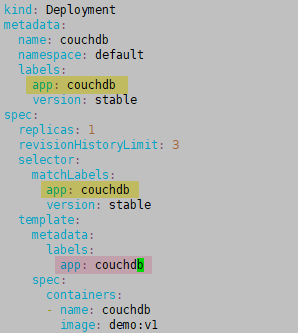 kind: Deployment
metadata:
  name: couchdb
  namespace: default
  labels:
    app: couchdb
    version: stable
spec:
  replicas: 1
  revisionHistoryLimit: 3
  selector:
    matchLabels:
      app: couchdb
      version: stable
  template:
    metadata:
      labels:
        app: couchdb
    spec:
      containers:
      - name: couchdb
        image: demo:v1